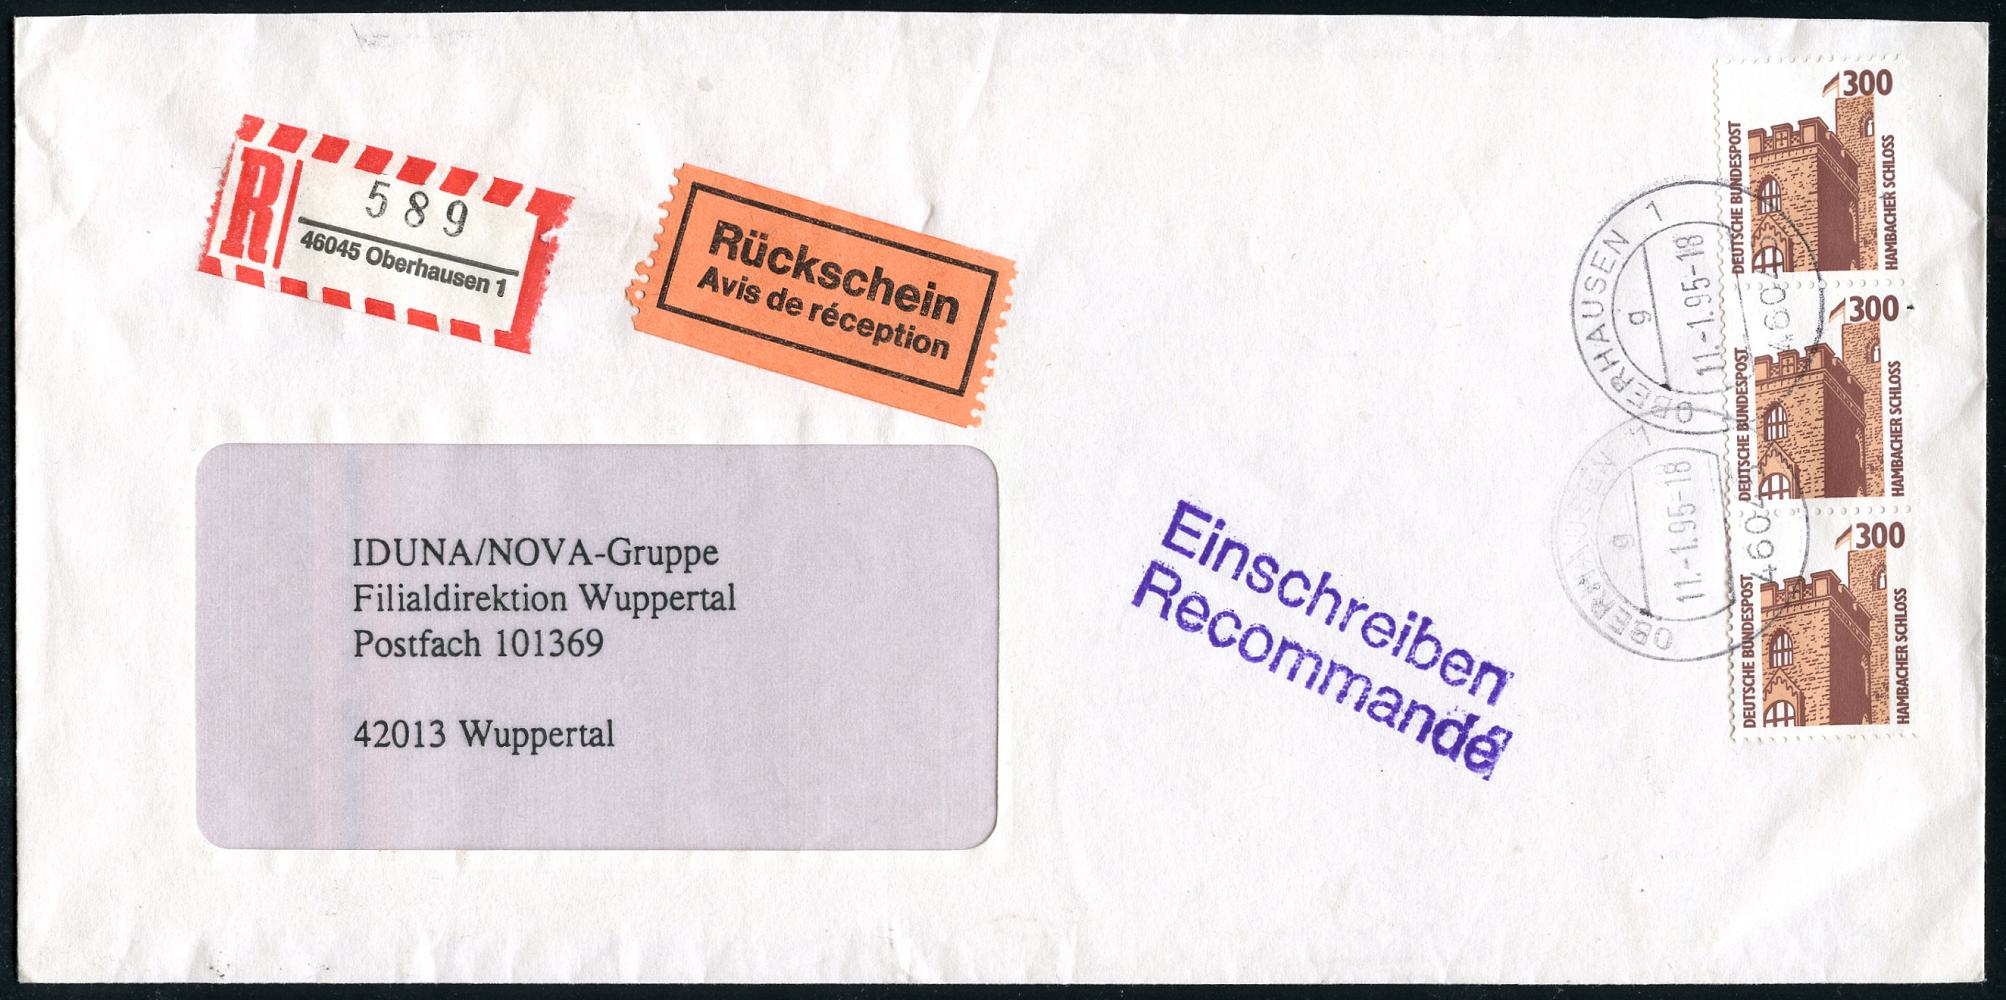 R
589
46045 Oberhausen 1
Rückschein
Avis de réception
IDUNA/NOVA-Gruppe
Filialdirektion Wuppertal
Postfach 101369
42013 Wuppertal
Einschreiben
Recommandé
300
DEUTSCHE BUNDESPOST
HAMBACHER SCHLOSS
300
DEUTSCHE BUNDESPOST
HAMBACHER SCHLOSS
300
DEUTSCHE BUNDESPOST
HAMBACHER SCHLOSS
OBERHAUSEN 1
g
11.-1.95-18
OBERHAUSEN 1
g
11.-1.95-18